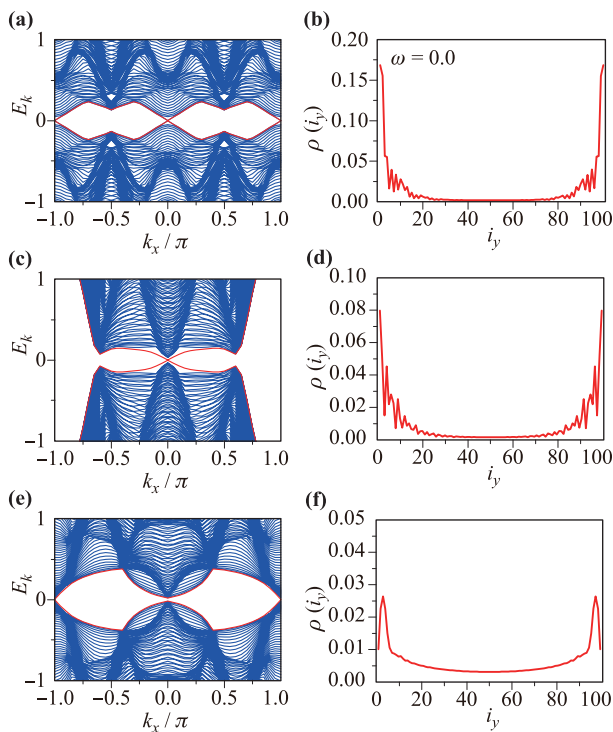 (a)
1
0
−1
E_k
−1.0 −0.5 0.0 0.5 1.0
k_x / π
(b)
ω = 0.0
0.20
0.15
0.10
0.05
0.00
ρ (i_y)
0 20 40 60 80 100
i_y
(c)
1
0
−1
E_k
−1.0 −0.5 0.0 0.5 1.0
k_x / π
(d)
0.10
0.08
0.06
0.04
0.02
0.00
ρ (i_y)
0 20 40 60 80 100
i_y
(e)
1
0
−1
E_k
−1.0 −0.5 0.0 0.5 1.0
k_x / π
(f)
0.05
0.04
0.03
0.02
0.01
0.00
ρ (i_y)
0 20 40 60 80 100
i_y